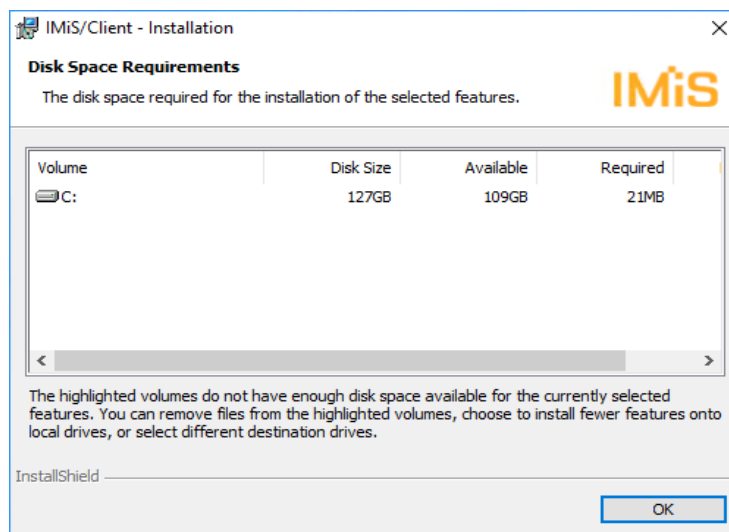 IMiS/Client - Installation
Disk Space Requirements
The disk space required for the installation of the selected features.
IMiS
Volume Disk Size Available Required
C: 127GB 109GB 21MB
The highlighted volumes do not have enough disk space available for the currently selected
features. You can remove files from the highlighted volumes, choose to install fewer features onto
local drives, or select different destination drives.
InstallShield
OK